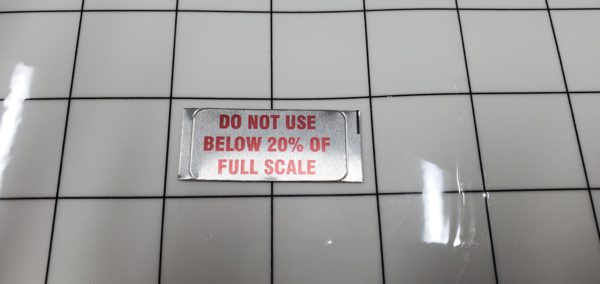 DO NOT USE
BELOW 20% OF
FULL SCALE